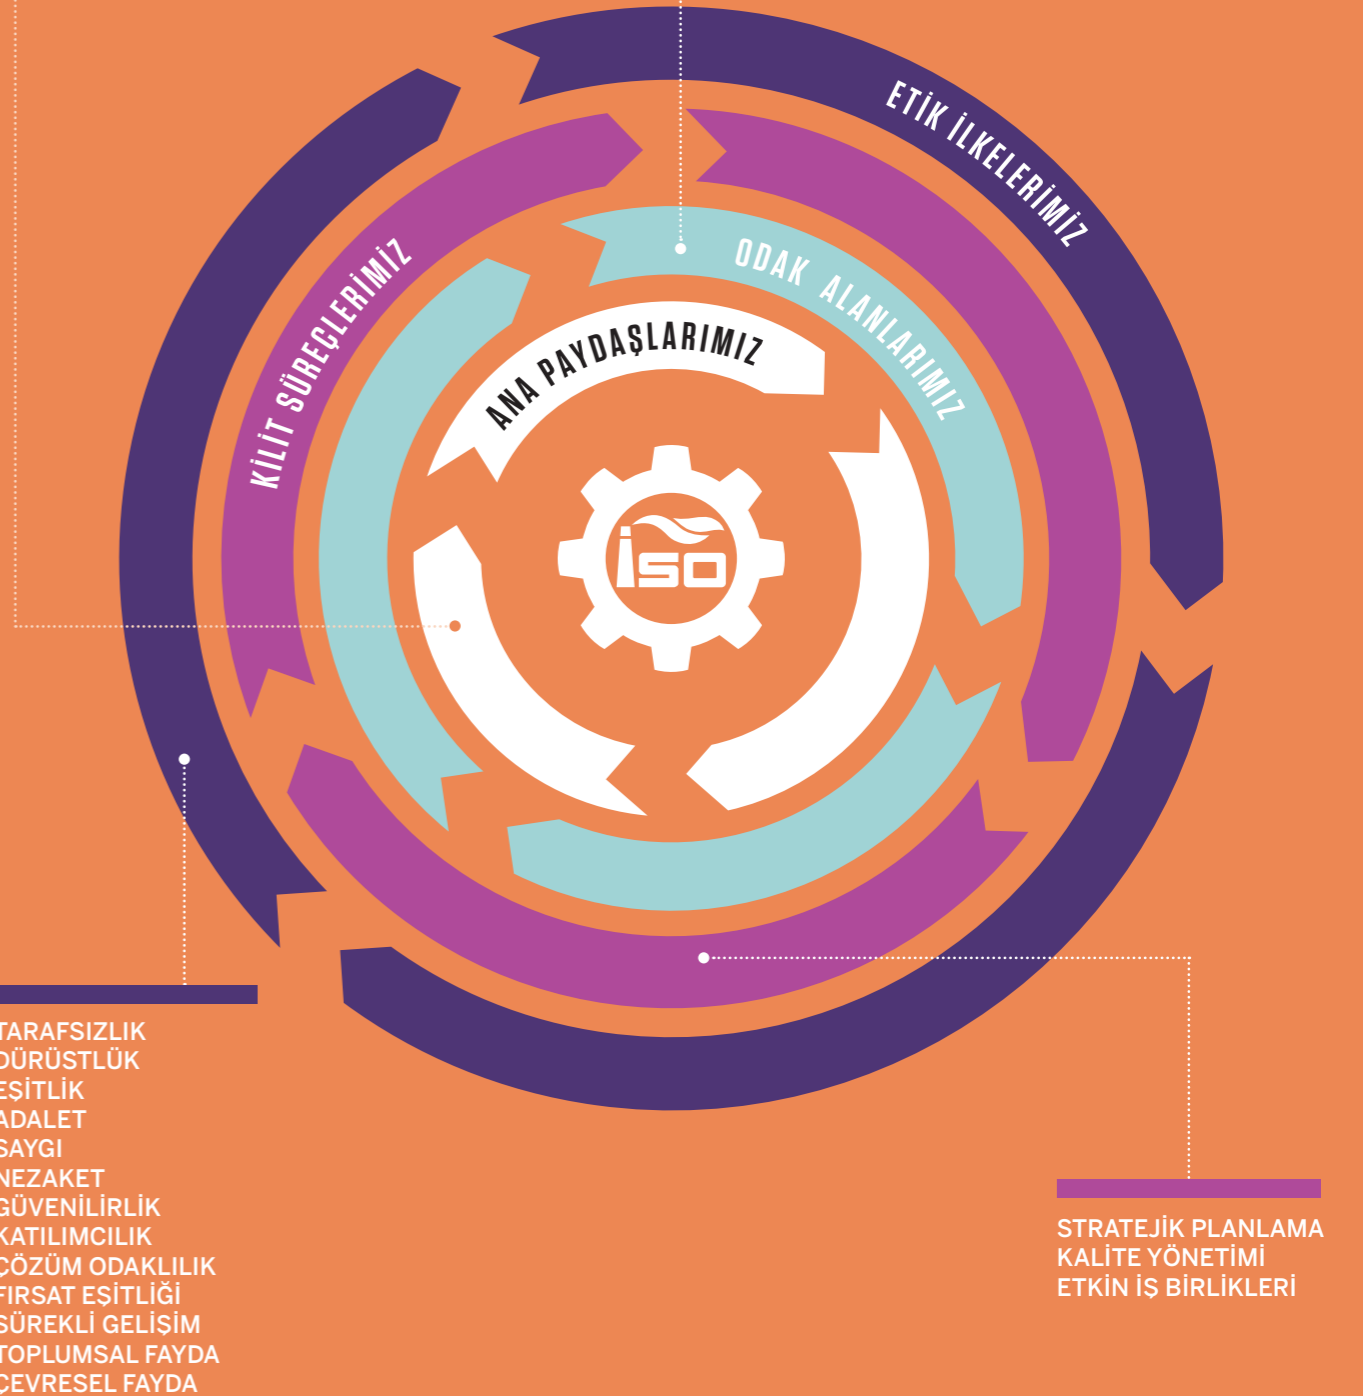 ETİK İLKELERİMİZ
KİLİT SÜREÇLERİMİZ
ODAK ALANLARIMIZ
ANA PAYDAŞLARIMIZ
İSO
TARAFSIZLIK
DÜRÜSTLÜK
EŞİTLİK
ADALET
SAYGI
NEZAKET
GÜVENİLİRLİK
KATILIMCILIK
ÇÖZÜM ODAKLILIK
FIRSAT EŞİTLİĞİ
SÜREKLİ GELİŞİM
TOPLUMSAL FAYDA
ÇEVRESEL FAYDA
STRATEJİK PLANLAMA
KALİTE YÖNETİMİ
ETKİN İŞ BİRLİKLERİ